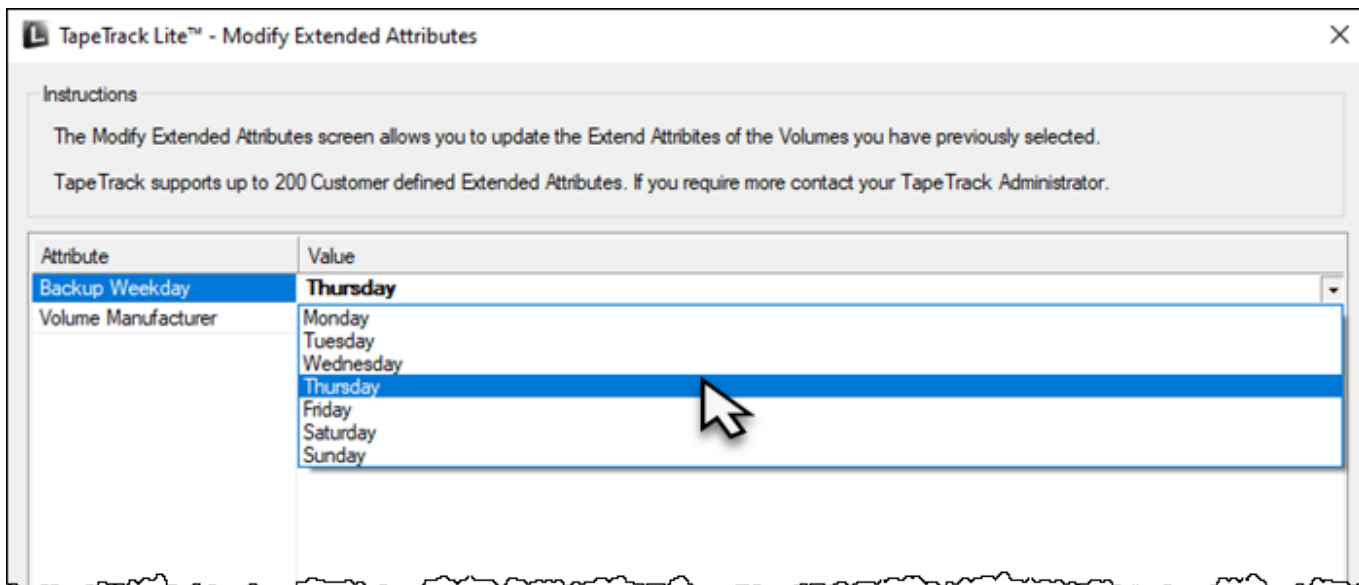 TapeTrack Lite™ - Modify Extended Attributes
Instructions
The Modify Extended Attributes screen allows you to update the Extend Attribites of the Volumes you have previously selected.
TapeTrack supports up to 200 Customer defined Extended Attributes. If you require more contact your TapeTrack Administrator.
Attribute Value
Backup Weekday Thursday
Volume Manufacturer
Monday
Tuesday
Wednesday
Thursday
Friday
Saturday
Sunday